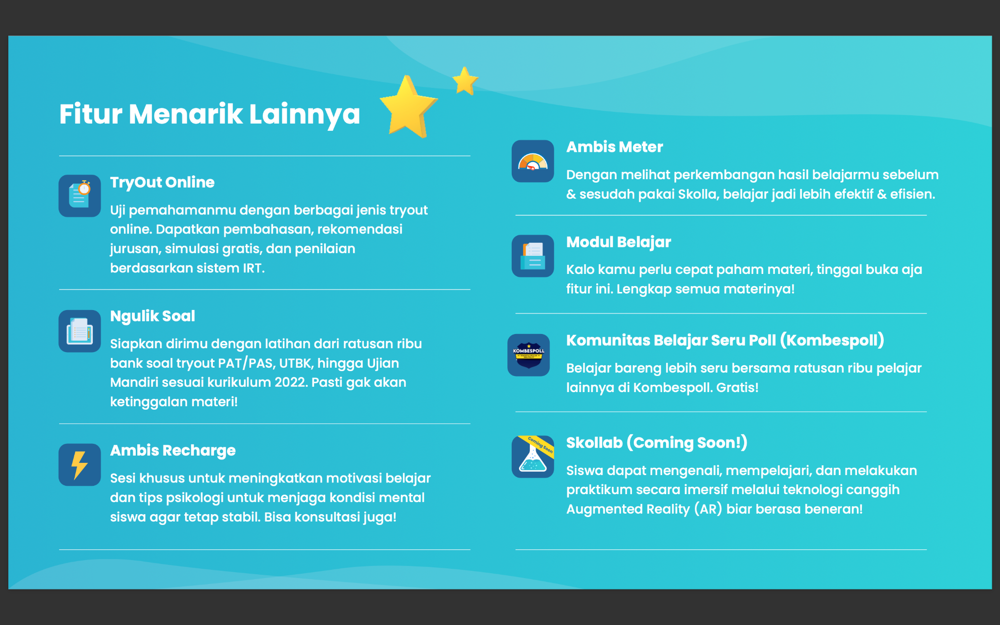 Fitur Menarik Lainnya
TryOut Online
Uji pemahamanmu dengan berbagai jenis tryout
online. Dapatkan pembahasan, rekomendasi
jurusan, simulasi gratis, dan penilaian
berdasarkan sistem IRT.
Ngulik Soal
Siapkan dirimu dengan latihan dari ratusan ribu
bank soal tryout PAT/PAS, UTBK, hingga Ujian
Mandiri sesuai kurikulum 2022. Pasti gak akan
ketinggalan materi!
Ambis Recharge
Sesi khusus untuk meningkatkan motivasi belajar
dan tips psikologi untuk menjaga kondisi mental
siswa agar tetap stabil. Bisa konsultasi juga!
Ambis Meter
Dengan melihat perkembangan hasil belajarmu sebelum
& sesudah pakai Skolla, belajar jadi lebih efektif & efisien.
Modul Belajar
Kalo kamu perlu cepat paham materi, tinggal buka aja
fitur ini. Lengkap semua materinya!
KOMBESPOLL
Komunitas Belajar Seru Poll (Kombespoll)
Belajar bareng lebih seru bersama ratusan ribu pelajar
lainnya di Kombespoll. Gratis!
Coming Soon
Skollab (Coming Soon!)
Siswa dapat mengenali, mempelajari, dan melakukan
praktikum secara imersif melalui teknologi canggih
Augmented Reality (AR) biar berasa beneran!